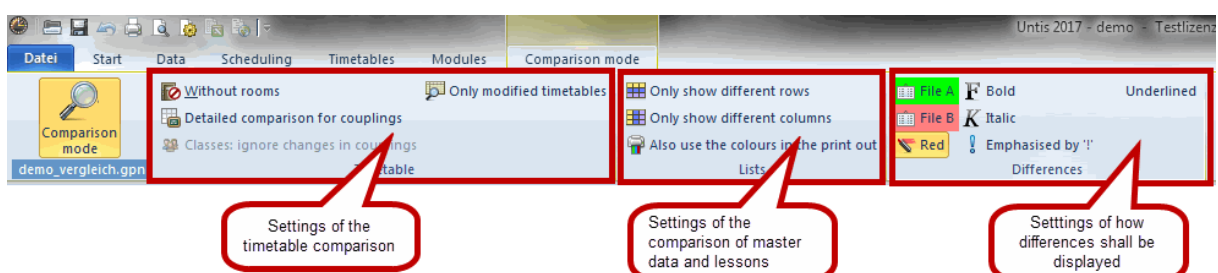 Untis 2017 - demo - Testlizenz
Datei Start Data Scheduling Timetables Modules Comparison mode
Comparison
mode
demo_vergleich.gpn
Without rooms
Only modified timetables
Detailed comparison for couplings
Classes: ignore changes in couplings
Only show different rows
Only show different columns
Also use the colours in the print out
Lists
File A
F Bold
Underlined
File B
K Italic
Red
Emphasised by '!'
Differences
Settings of the
timetable comparison
Settings of the
comparison of master
data and lessons
Setttings of how
differences shall be
displayed